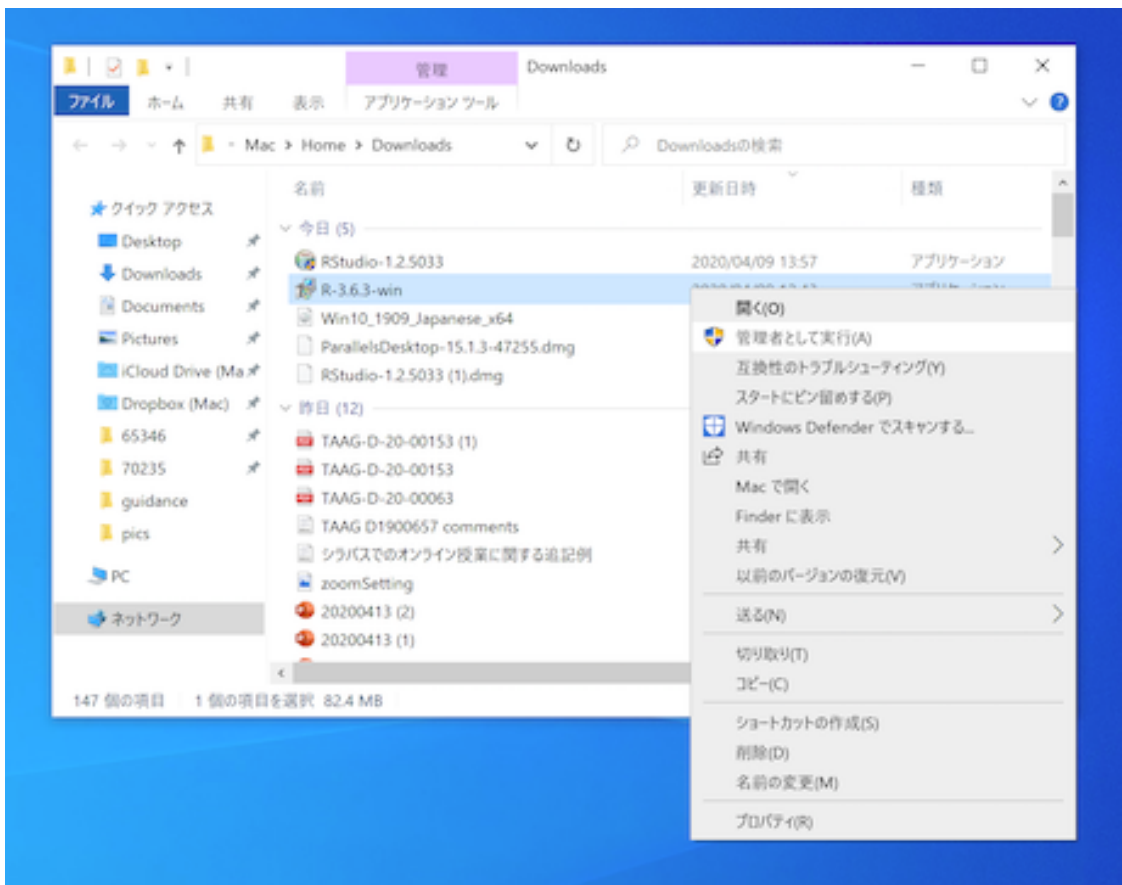 管理
Downloads
ファイル
ホーム
共有
表示
アプリケーション ツール
Mac > Home > Downloads
Downloadsの検索
名前
更新日時
種類
クイック アクセス
Desktop
Downloads
Documents
Pictures
iCloud Drive (Ma
Dropbox (Mac)
65346
70235
guidance
pics
PC
ネットワーク
今日 (5)
RStudio-1.2.5033
2020/04/09 13:57
アプリケーション
R-3.6.3-win
Win10_1909_Japanese_x64
ParallelsDesktop-15.1.3-47255.dmg
RStudio-1.2.5033 (1).dmg
昨日 (12)
TAAG-D-20-00153 (1)
TAAG-D-20-00153
TAAG-D-20-00063
TAAG D1900657 comments
シラバスでのオンライン授業に関する追記例
zoomSetting
20200413 (2)
20200413 (1)
開く(O)
管理者として実行(A)
互換性のトラブルシューティング(Y)
スタートにピン留めする(P)
Windows Defender でスキャンする...
共有
Mac で開く
Finder に表示
共有
以前のバージョンの復元(V)
送る(N)
切り取り(T)
コピー(C)
ショートカットの作成(S)
削除(D)
名前の変更(M)
プロパティ(R)
147 個の項目
1 個の項目を選択 82.4 MB